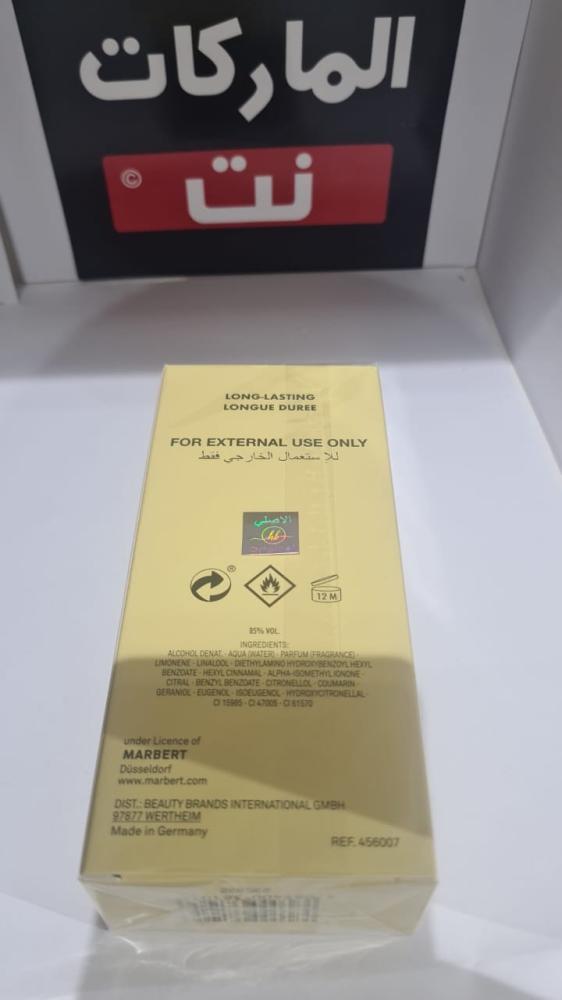 الماركات
نت ©
LONG-LASTING
LONGUE DUREE
FOR EXTERNAL USE ONLY
للاستعمال الخارجي فقط
الاصلي
®
12 M
85% VOL.
INGREDIENTS:
ALCOHOL DENAT. · AQUA (WATER) · PARFUM (FRAGRANCE) ·
LIMONENE · LINALOOL · DIETHYLAMINO HYDROXYBENZOYL HEXYL
BENZOATE · HEXYL CINNAMAL · ALPHA-ISOMETHYL IONONE ·
CITRAL · BENZYL BENZOATE · CITRONELLOL · COUMARIN ·
GERANIOL · EUGENOL · ISOEUGENOL · HYDROXYCITRONELLAL ·
CI 15985 · CI 47005 · CI 61570
under Licence of
MARBERT
Düsseldorf
www.marbert.com
DIST.: BEAUTY BRANDS INTERNATIONAL GMBH
97877 WERTHEIM
Made in Germany
REF. 456007